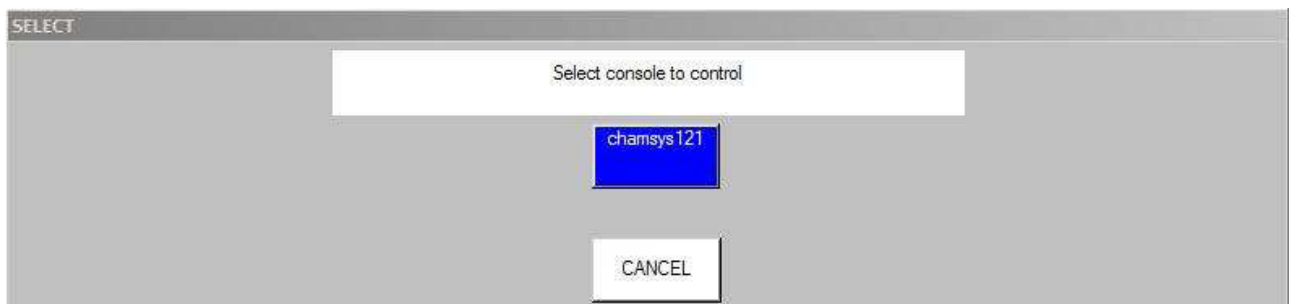 SELECT
Select console to control
chamsys121
CANCEL